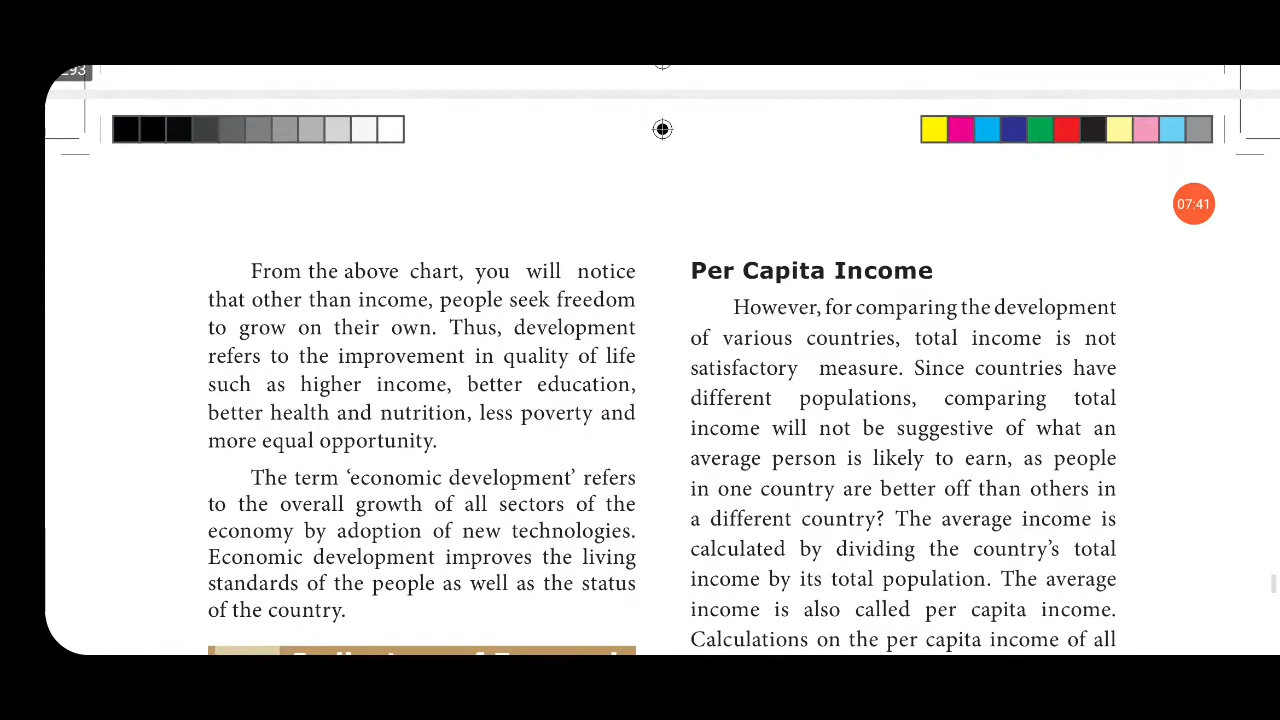 293
07:41
From the above chart, you will notice
that other than income, people seek freedom
to grow on their own. Thus, development
refers to the improvement in quality of life
such as higher income, better education,
better health and nutrition, less poverty and
more equal opportunity.
The term ‘economic development’ refers
to the overall growth of all sectors of the
economy by adoption of new technologies.
Economic development improves the living
standards of the people as well as the status
of the country.
Per Capita Income
However, for comparing the development
of various countries, total income is not
satisfactory measure. Since countries have
different populations, comparing total
income will not be suggestive of what an
average person is likely to earn, as people
in one country are better off than others in
a different country? The average income is
calculated by dividing the country’s total
income by its total population. The average
income is also called per capita income.
Calculations on the per capita income of all